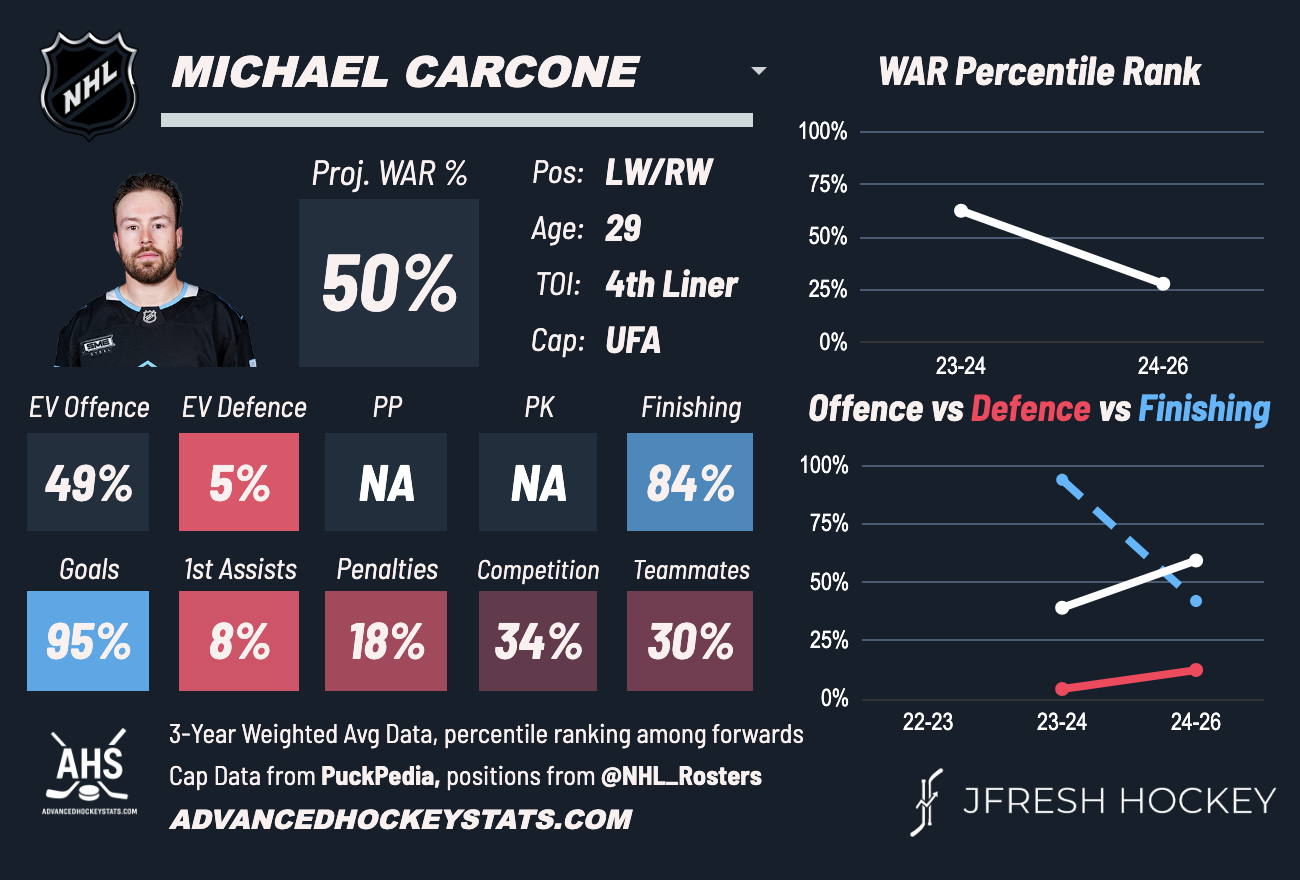 NHL
MICHAEL CARCONE
Proj. WAR %
50%
Pos: LW/RW
Age: 29
TOI: 4th Liner
Cap: UFA
SMB
STEEL
EV Offence EV Defence PP PK Finishing
49% 5% NA NA 84%
Goals 1st Assists Penalties Competition Teammates
95% 8% 18% 34% 30%
WAR Percentile Rank
100%
75%
50%
25%
0%
23-24 24-26
Offence vs Defence vs Finishing
100%
75%
50%
25%
0%
22-23 23-24 24-26
AHS
ADVANCEDHOCKEYSTATS.COM
3-Year Weighted Avg Data, percentile ranking among forwards
Cap Data from PuckPedia, positions from @NHL_Rosters
ADVANCEDHOCKEYSTATS.COM
JFRESH HOCKEY